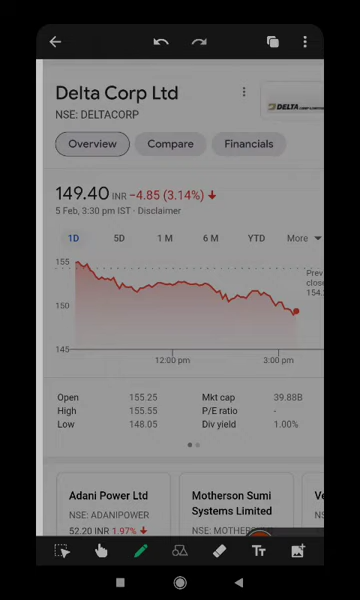 Delta Corp Ltd
NSE: DELTACORP
DELTA
Overview
Compare
Financials
149.40 INR −4.85 (3.14%)
5 Feb, 3:30 pm IST · Disclaimer
1D
5D
1 M
6 M
YTD
More
155
150
145
Prev
12:00 pm
3:00 pm
Open 155.25
High 155.55
Low 148.05
Mkt cap 39.88B
P/E ratio -
Div yield 1.00%
Adani Power Ltd
NSE: ADANIPOWER
52.20 INR 1.97%
Motherson Sumi
Systems Limited
Tт